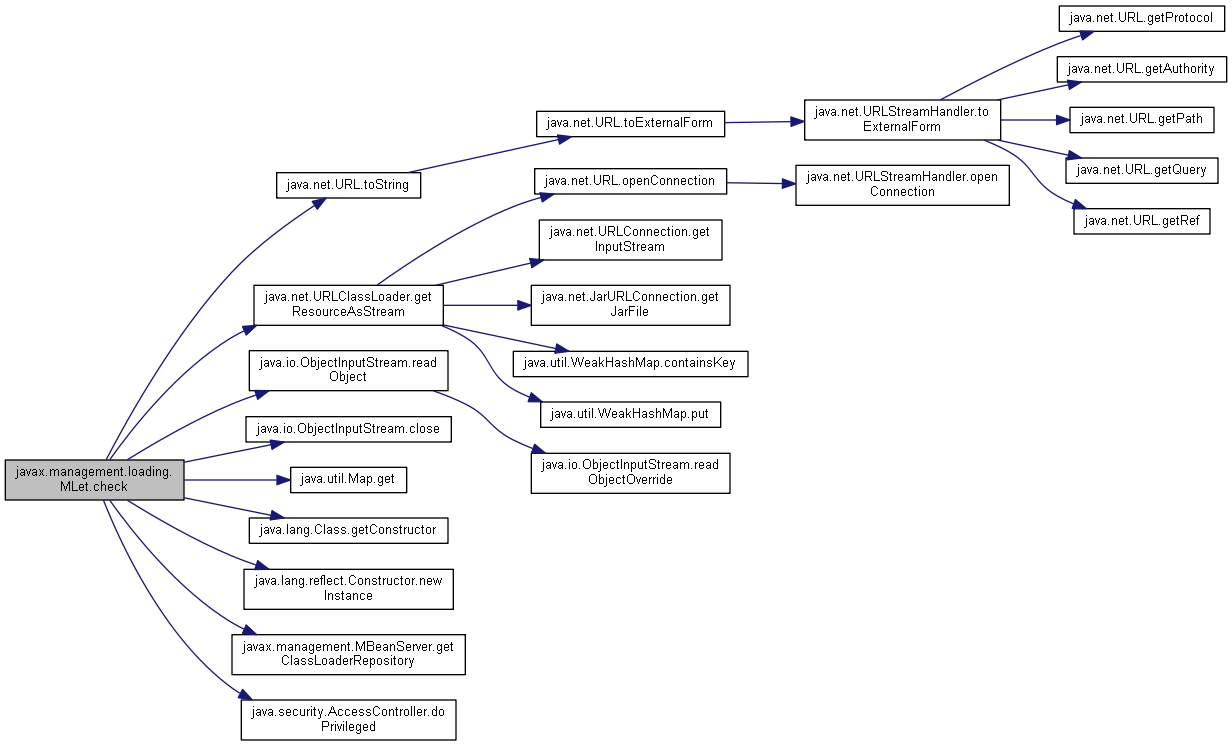 java.net.URL.getProtocol
java.net.URL.getAuthority
java.net.URLStreamHandler.to
ExternalForm
java.net.URL.toExternalForm
java.net.URL.getPath
java.net.URL.getQuery
java.net.URL.toString
java.net.URL.openConnection
java.net.URLStreamHandler.open
Connection
java.net.URL.getRef
java.net.URLConnection.get
InputStream
java.net.URLClassLoader.get
ResourceAsStream
java.net.JarURLConnection.get
JarFile
java.io.ObjectInputStream.read
Object
java.util.WeakHashMap.containsKey
java.util.WeakHashMap.put
java.io.ObjectInputStream.close
java.io.ObjectInputStream.read
ObjectOverride
javax.management.loading.
MLet.check
java.util.Map.get
java.lang.Class.getConstructor
java.lang.reflect.Constructor.new
Instance
javax.management.MBeanServer.get
ClassLoaderRepository
java.security.AccessController.do
Privileged